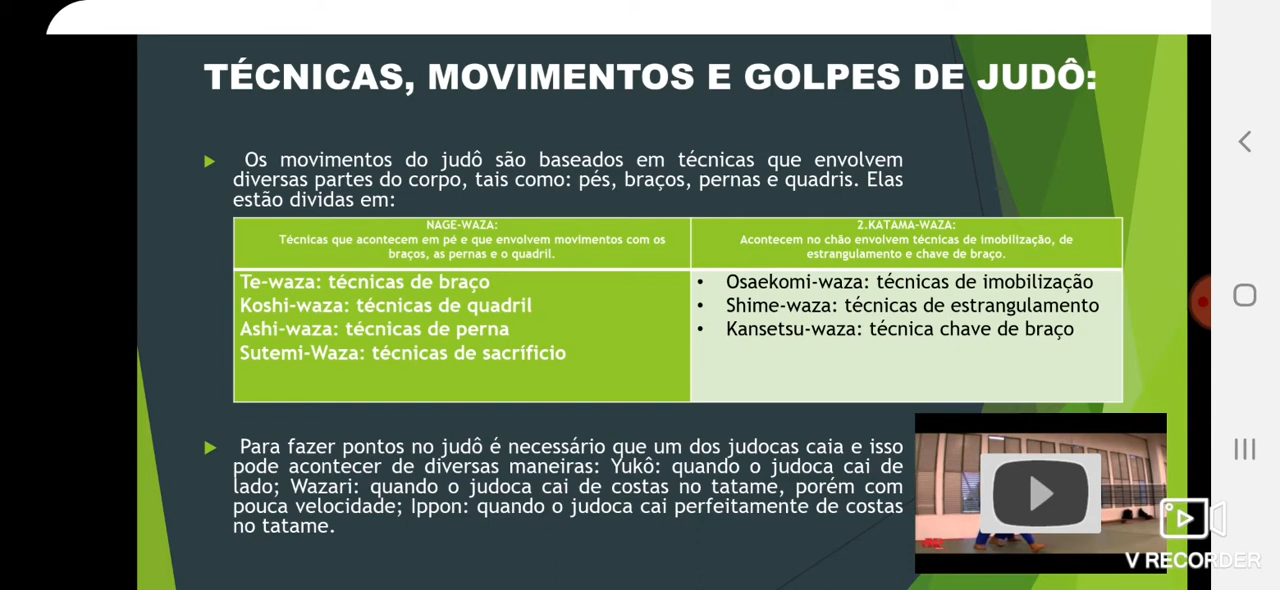 TÉCNICAS, MOVIMENTOS E GOLPES DE JUDÔ:
Os movimentos do judô são baseados em técnicas que envolvem
diversas partes do corpo, tais como: pés, braços, pernas e quadris. Elas
estão dividas em:
NAGE-WAZA:
Técnicas que acontecem em pé e que envolvem movimentos com os
braços, as pernas e o quadril.
2.KATAMA-WAZA:
Acontecem no chão envolvem técnicas de imobilização, de
estrangulamento e chave de braço.
Te-waza: técnicas de braço
Koshi-waza: técnicas de quadril
Ashi-waza: técnicas de perna
Sutemi-Waza: técnicas de sacríficio
• Osaekomi-waza: técnicas de imobilização
• Shime-waza: técnicas de estrangulamento
• Kansetsu-waza: técnica chave de braço
Para fazer pontos no judô é necessário que um dos judocas caia e isso
pode acontecer de diversas maneiras: Yukô: quando o judoca cai de
lado; Wazari: quando o judoca cai de costas no tatame, porém com
pouca velocidade; Ippon: quando o judoca cai perfeitamente de costas
no tatame.
V RECORDER